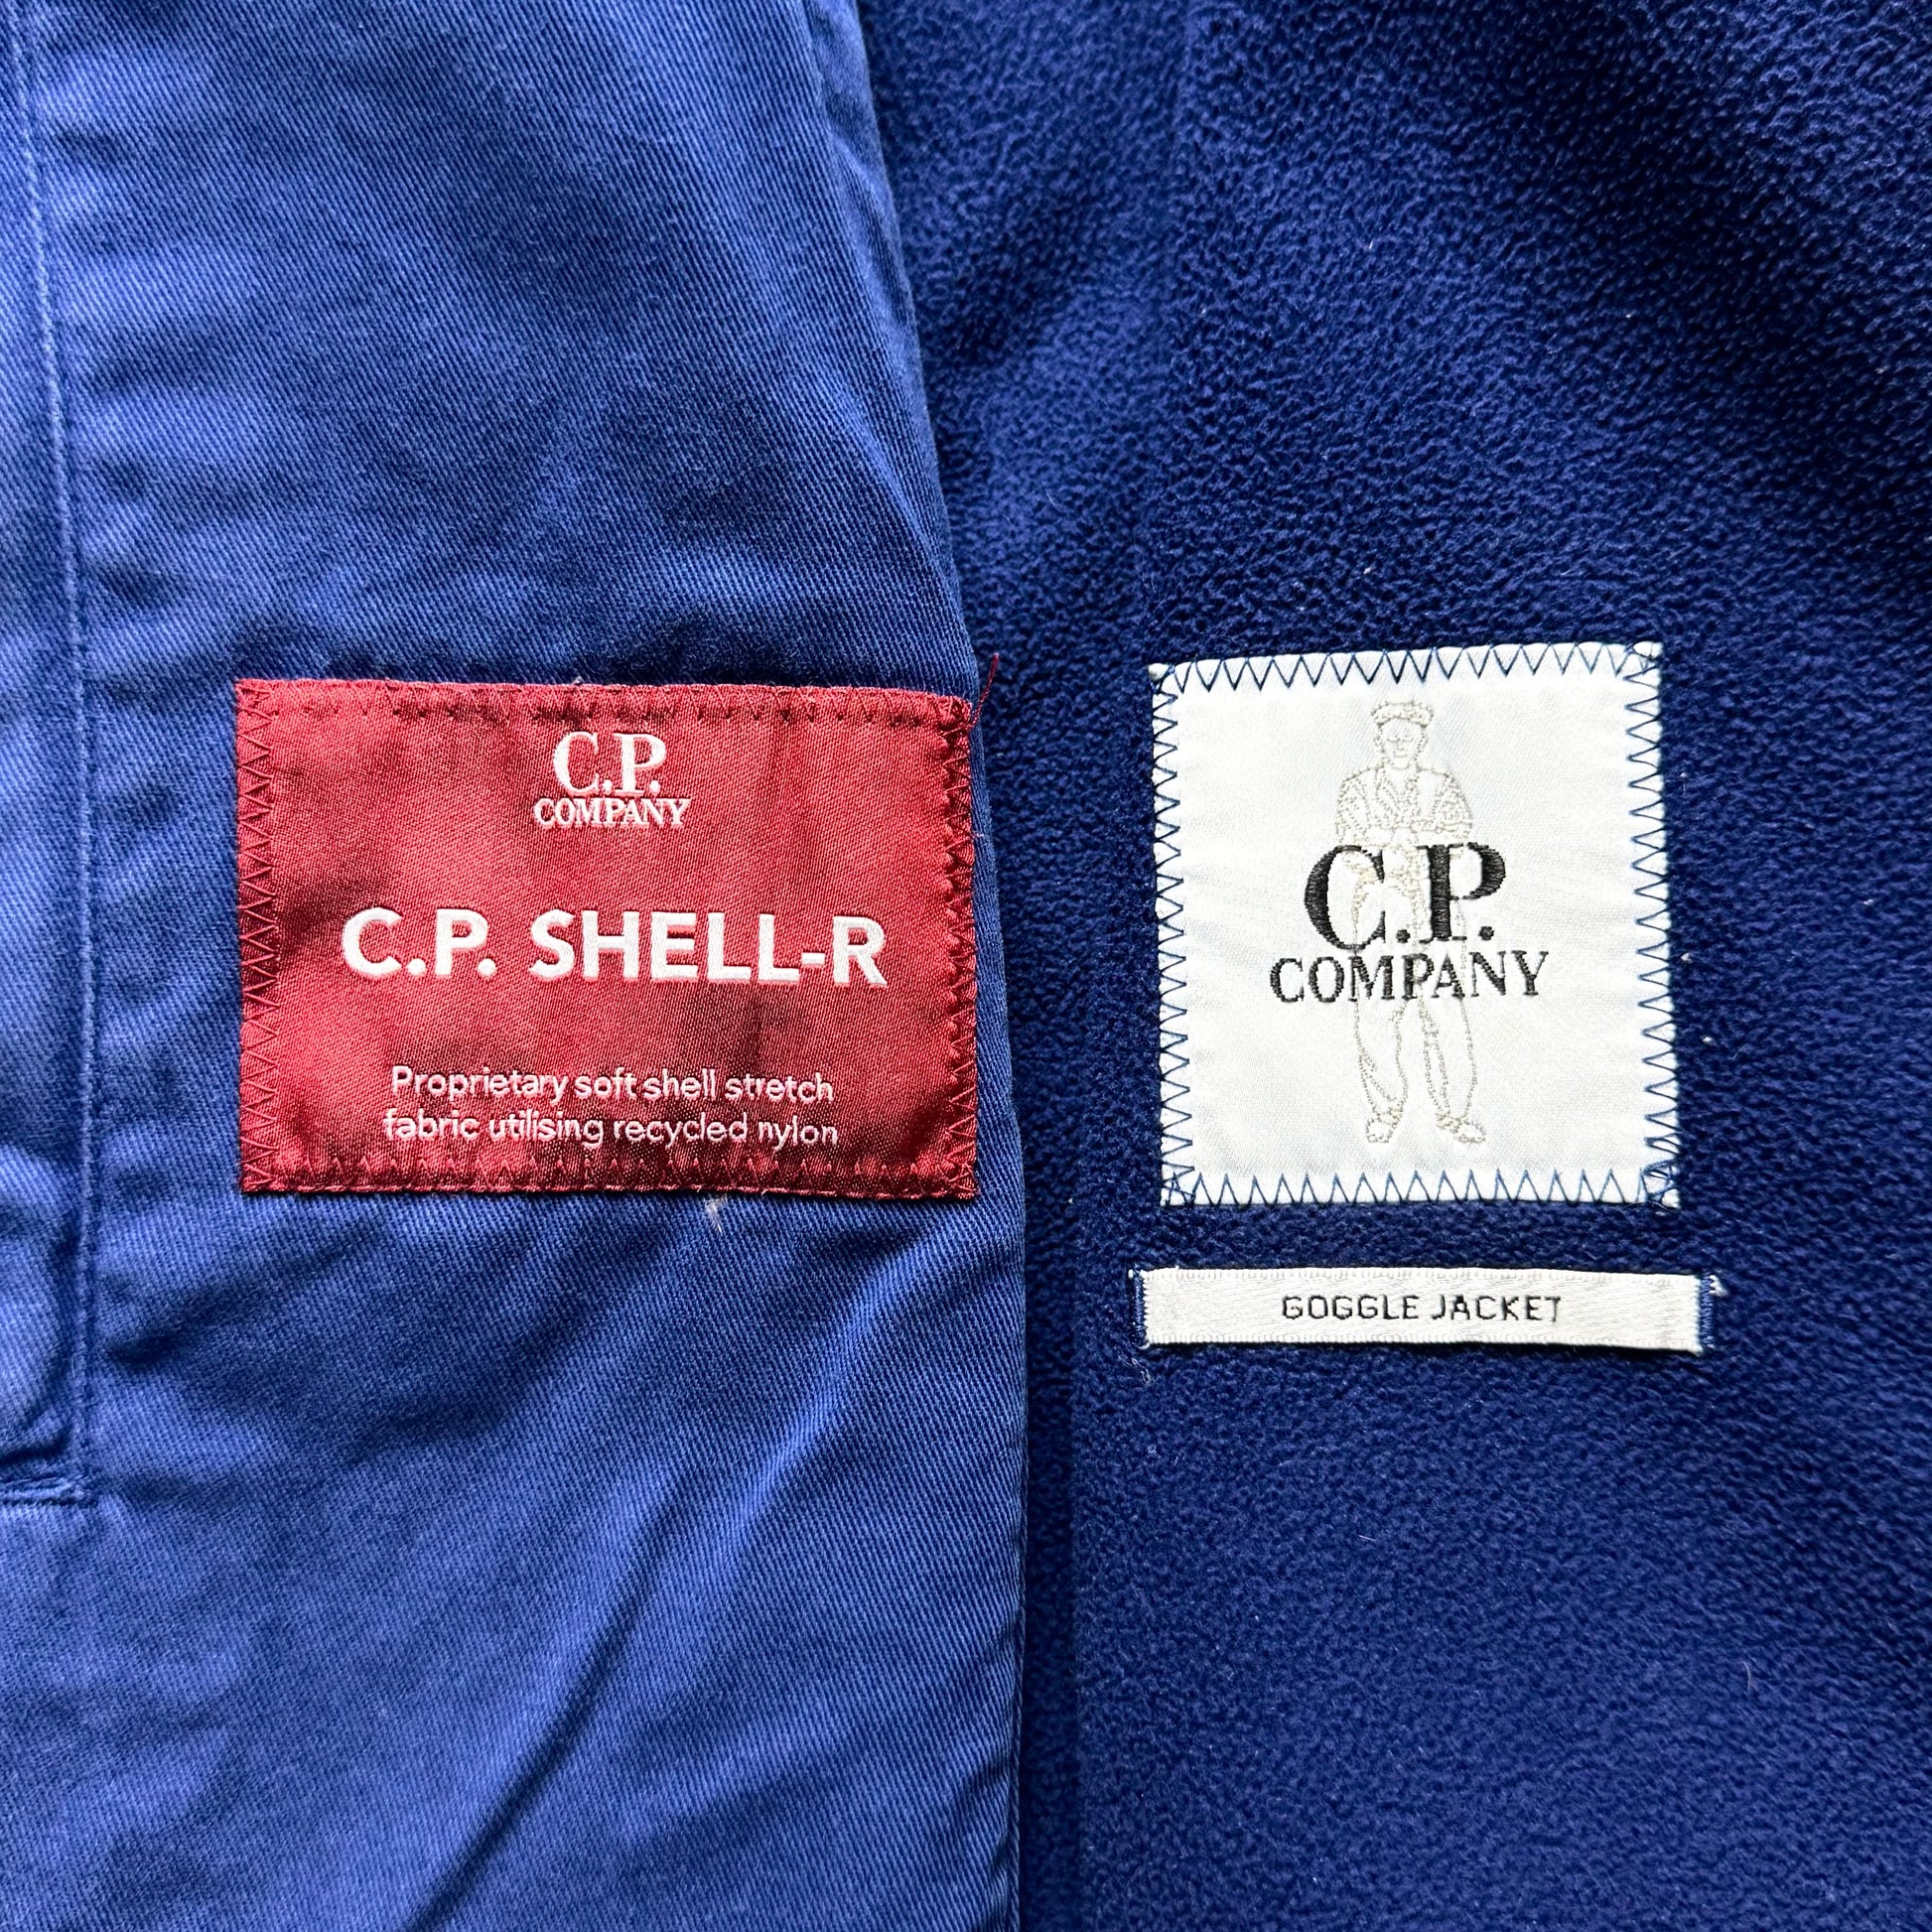 C.P.
COMPANY
C.P. SHELL-R
Proprietary soft shell stretch
fabric utilising recycled nylon
C.P.
COMPANY
GOGGLE JACKET